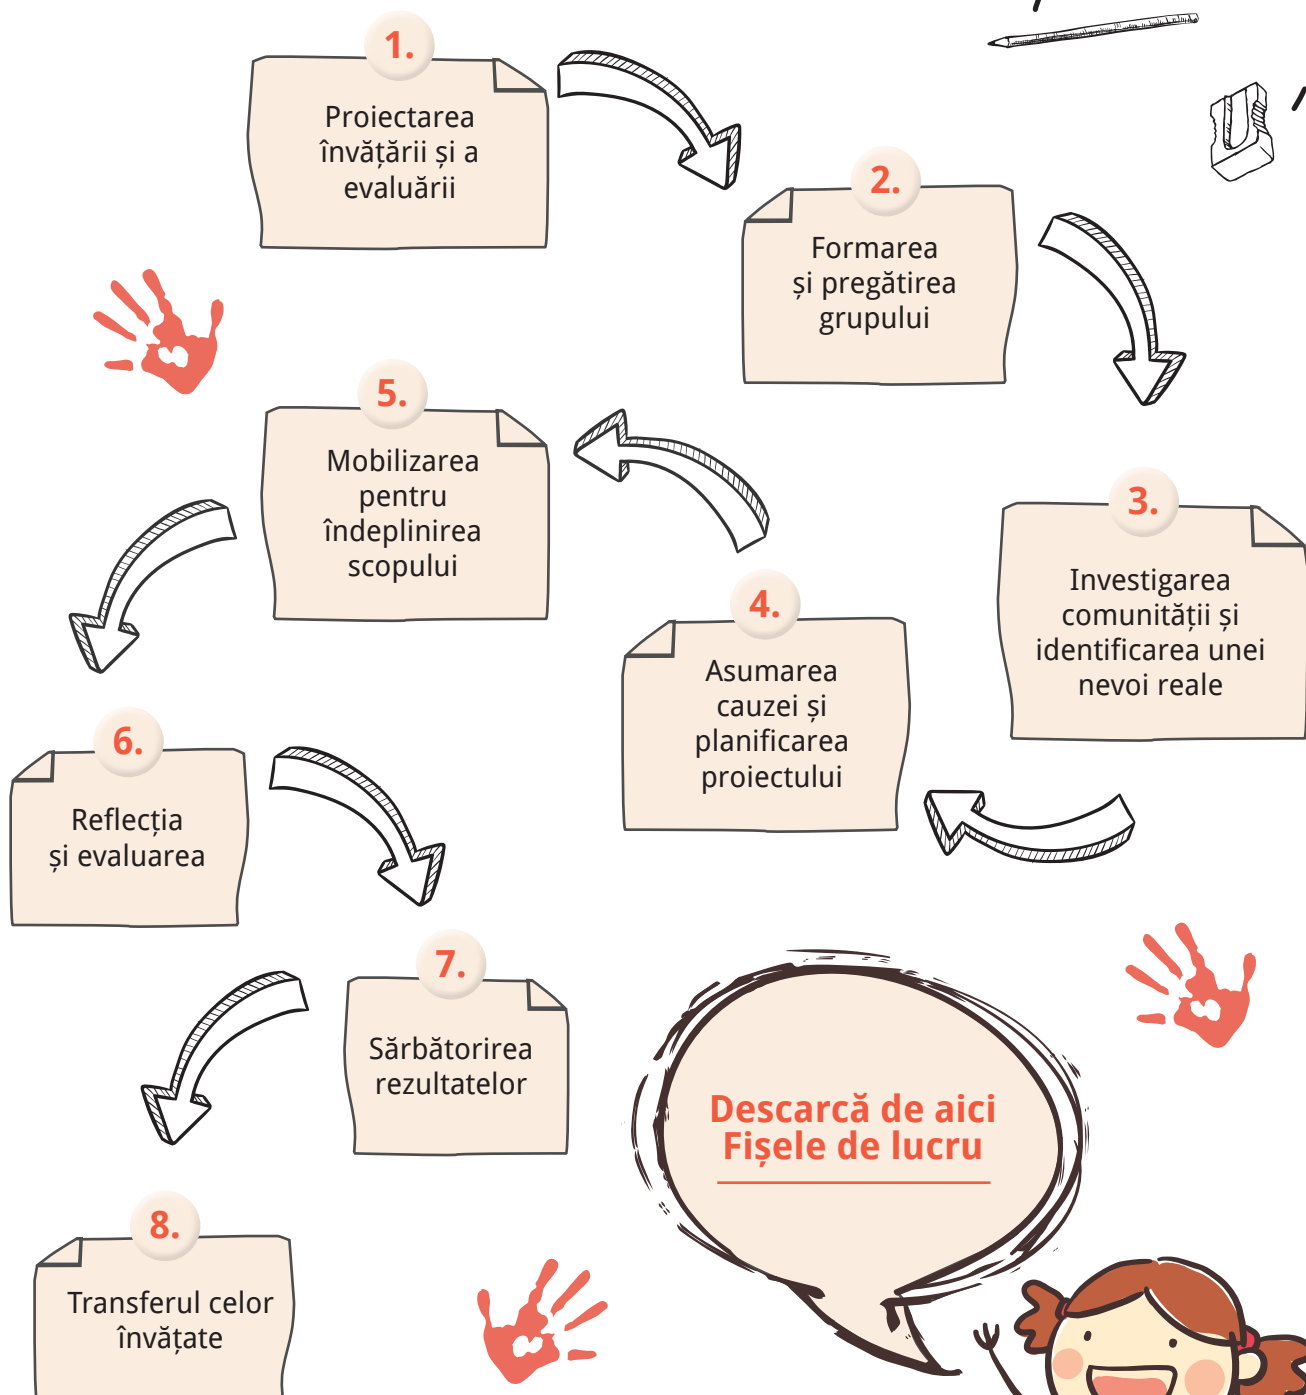 1.
Proiectarea
învățării și a
evaluării
2.
Formarea
și pregătirea
grupului
3.
Investigarea
comunității și
identificarea unei
nevoi reale
4.
Asumarea
cauzei și
planificarea
proiectului
5.
Mobilizarea
pentru
îndeplinirea
scopului
6.
Reflecția
și evaluarea
7.
Sărbătorirea
rezultatelor
8.
Transferul celor
învățate
Descarcă de aici
Fișele de lucru